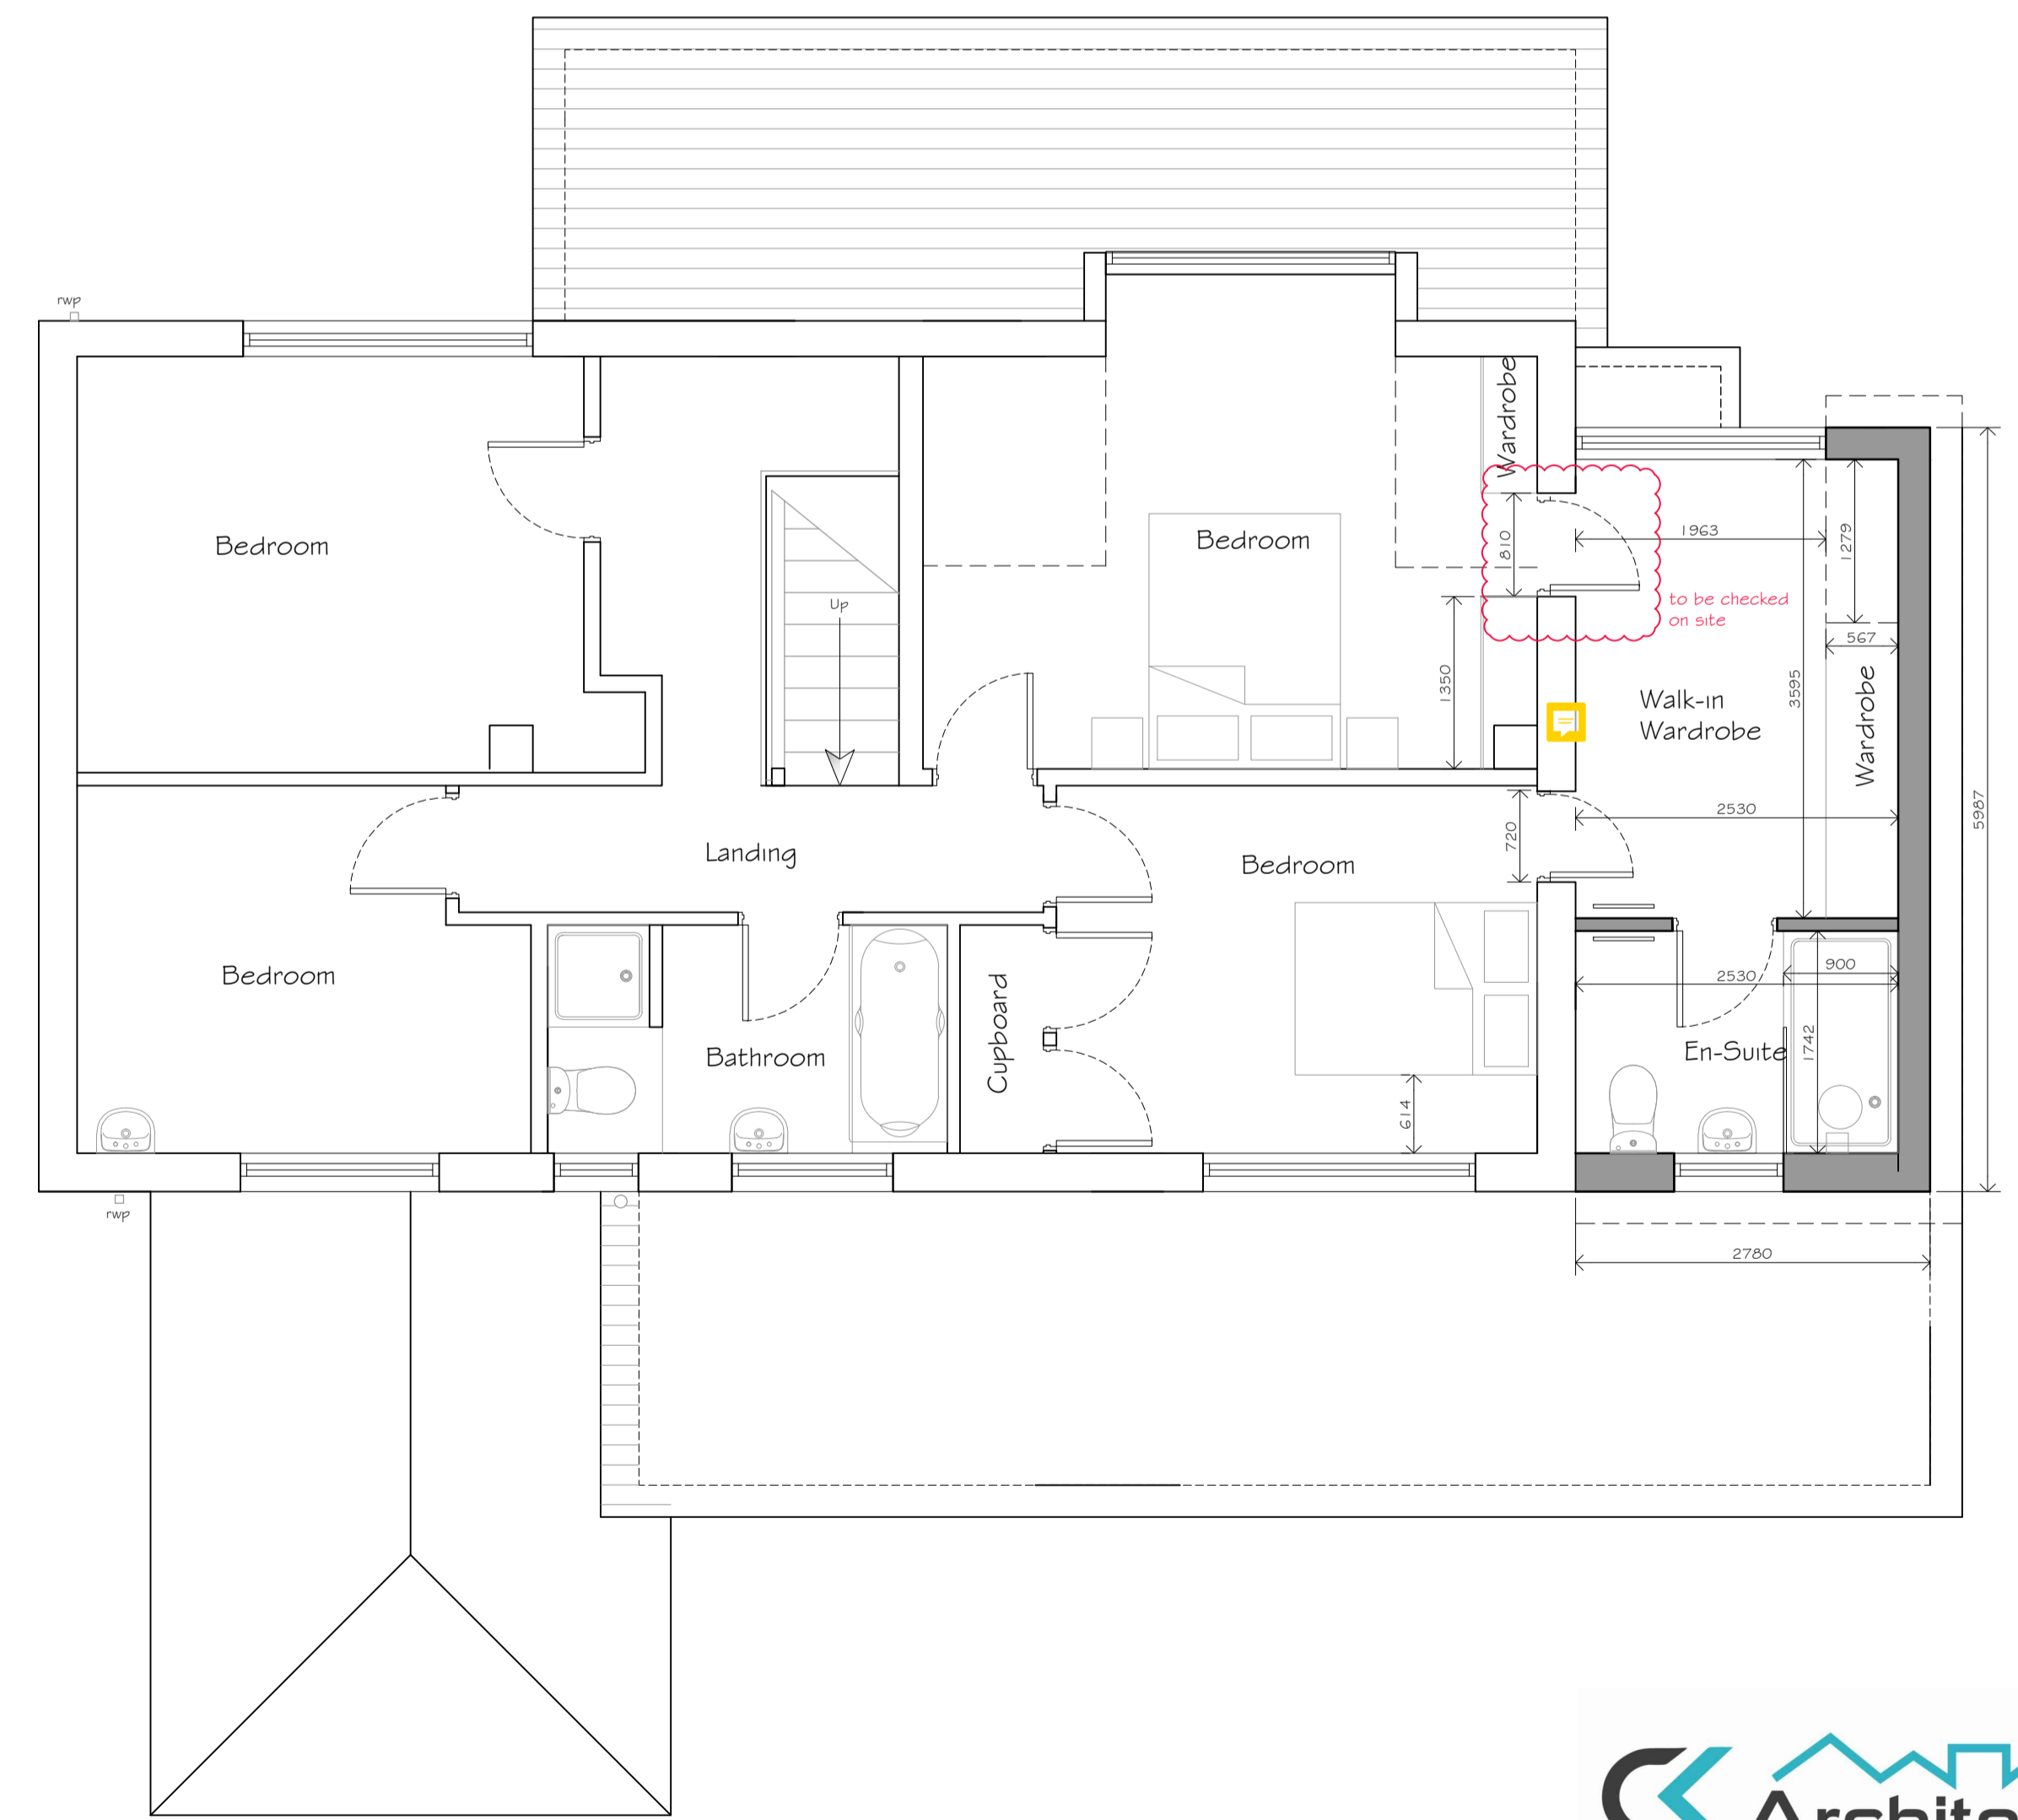 rwp
Wardrobe
Bedroom
Bedroom
810
1963
1279
to be checked
on site
Up
567
1350
3595
Walk-in
Wardrobe
Wardrobe
5987
2530
720
Landing
Bedroom
Bedroom
Cupboard
2530
900
Bathroom
En-Suite
1742
614
rwp
2780